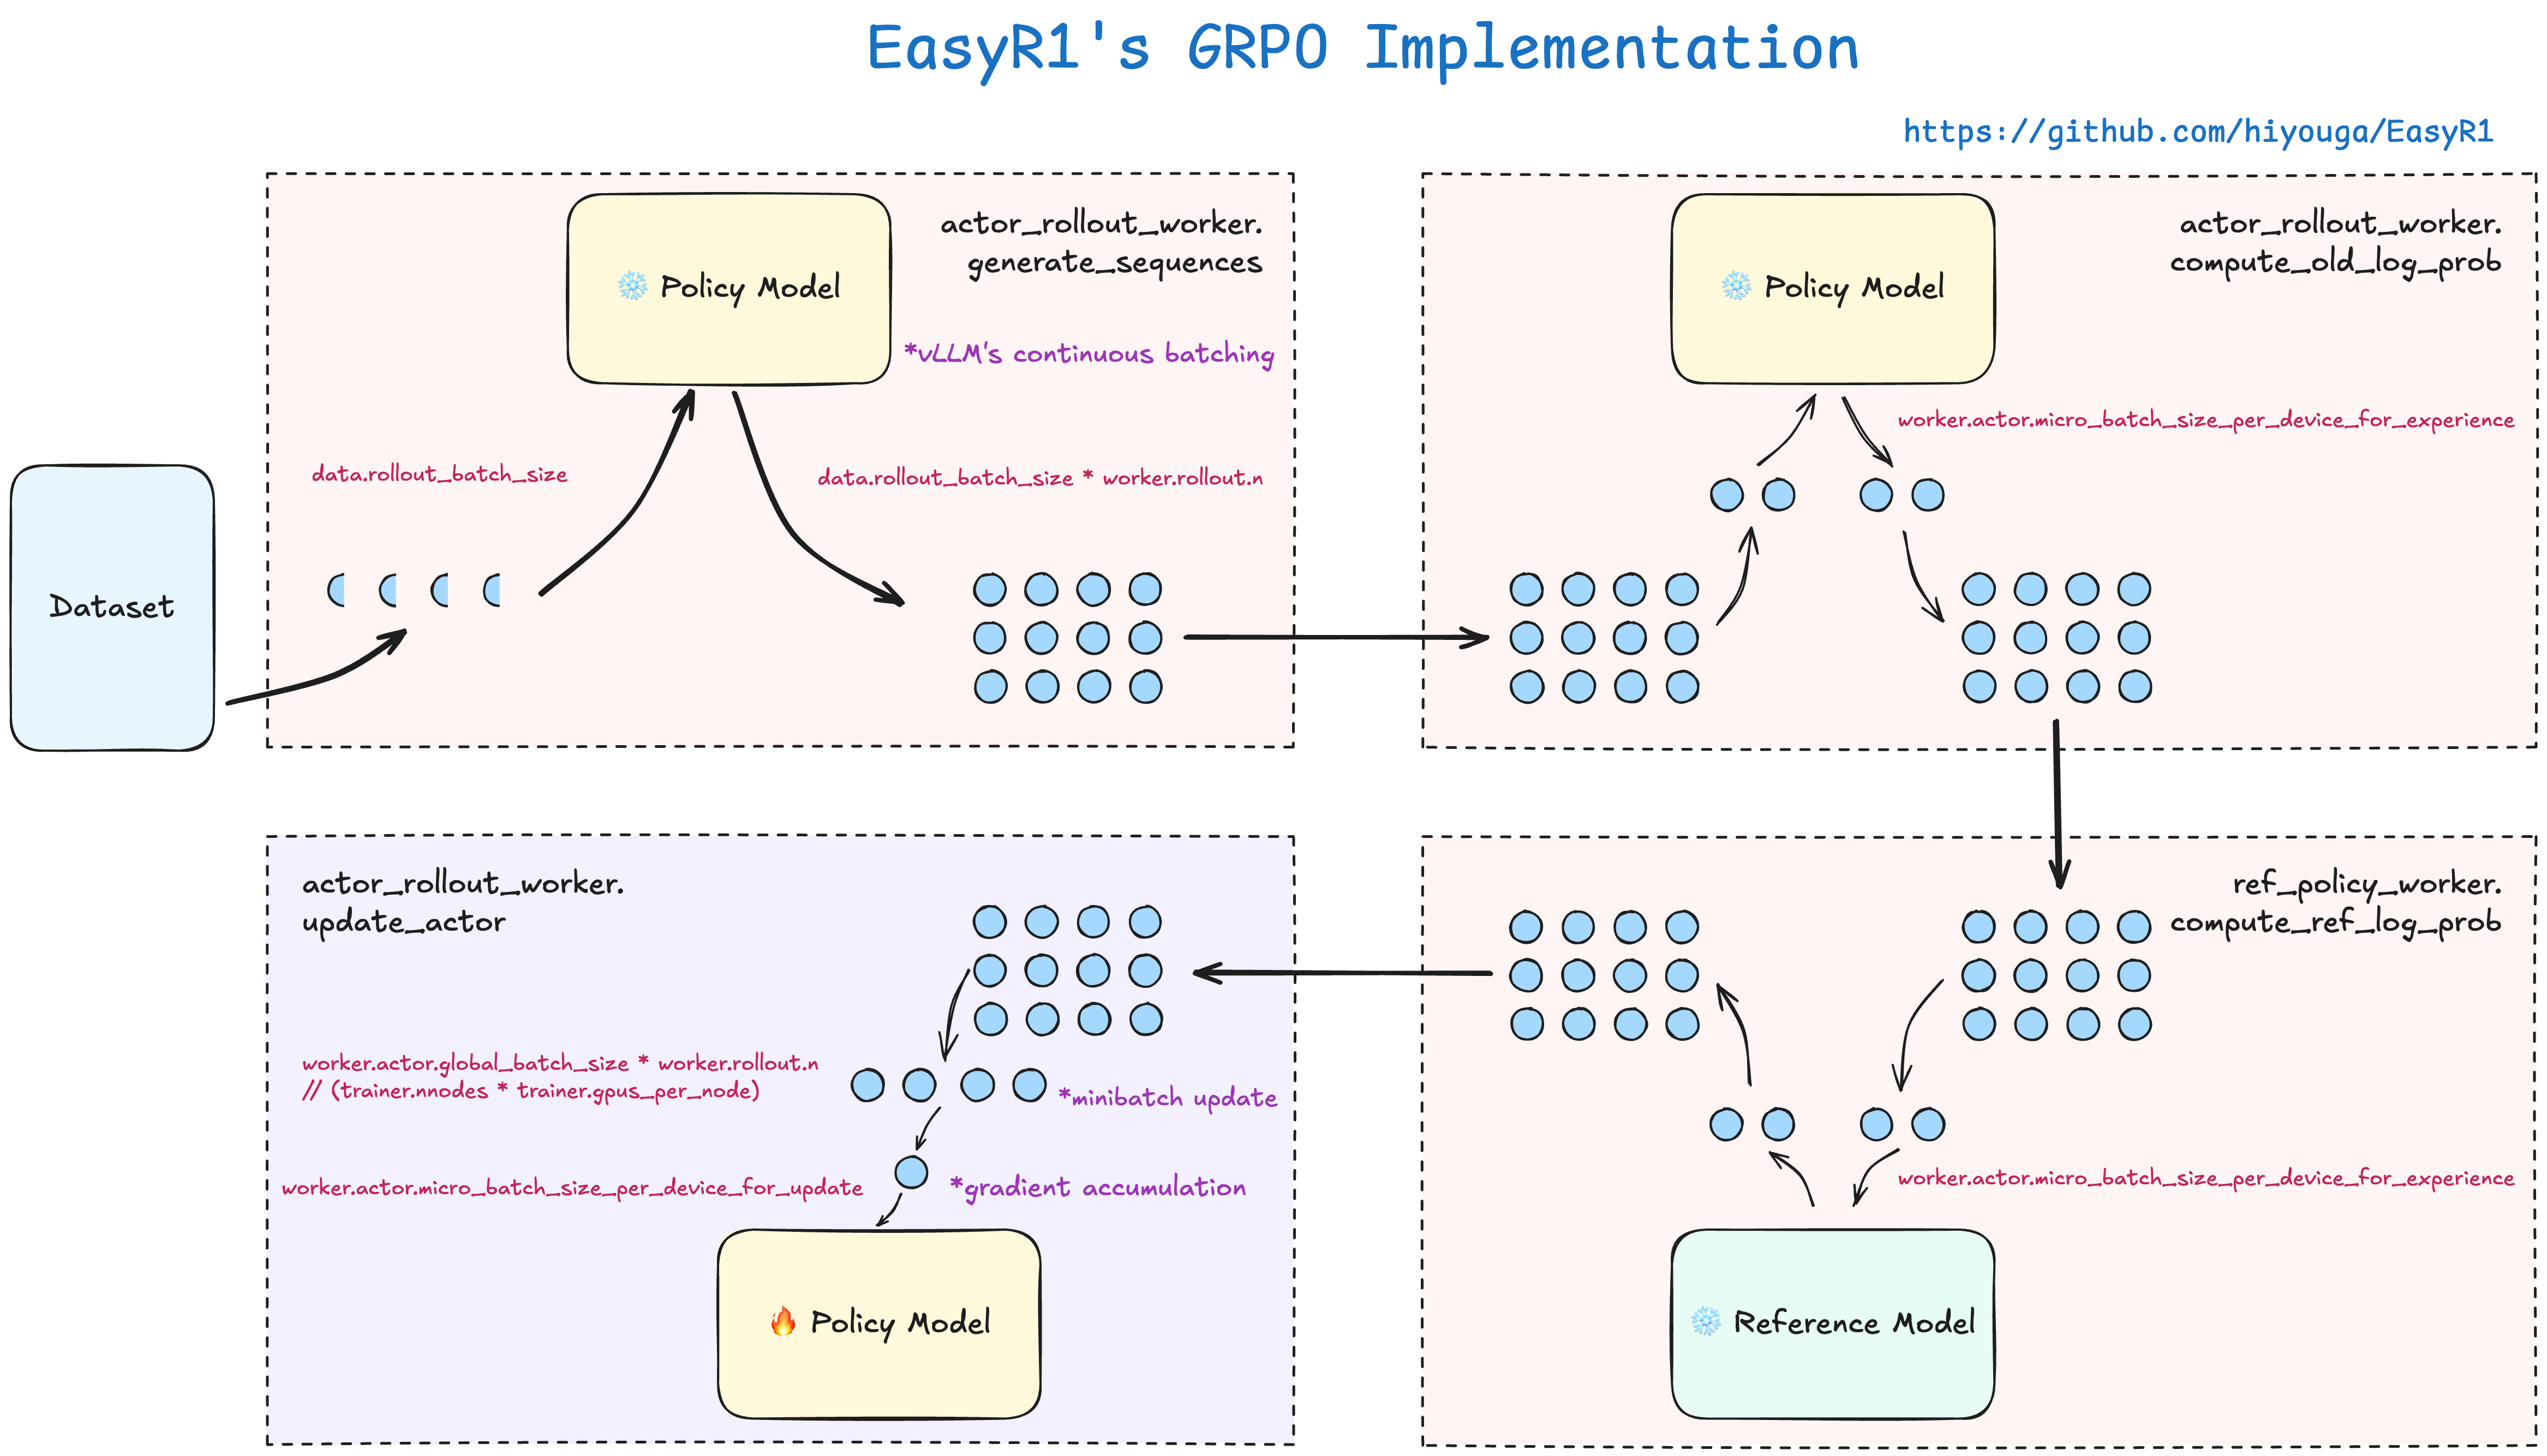 EasyR1's GRPO Implementation
https://github.com/hiyouga/EasyR1
Dataset
Policy Model
actor_rollout_worker.
generate_sequences
*vLLM's continuous batching
data.rollout_batch_size
data.rollout_batch_size * worker.rollout.n
Policy Model
actor_rollout_worker.
compute_old_log_prob
worker.actor.micro_batch_size_per_device_for_experience
ref_policy_worker.
compute_ref_log_prob
worker.actor.micro_batch_size_per_device_for_experience
Reference Model
actor_rollout_worker.
update_actor
worker.actor.global_batch_size * worker.rollout.n
// (trainer.nnodes * trainer.gpus_per_node)
*minibatch update
worker.actor.micro_batch_size_per_device_for_update
*gradient accumulation
Policy Model